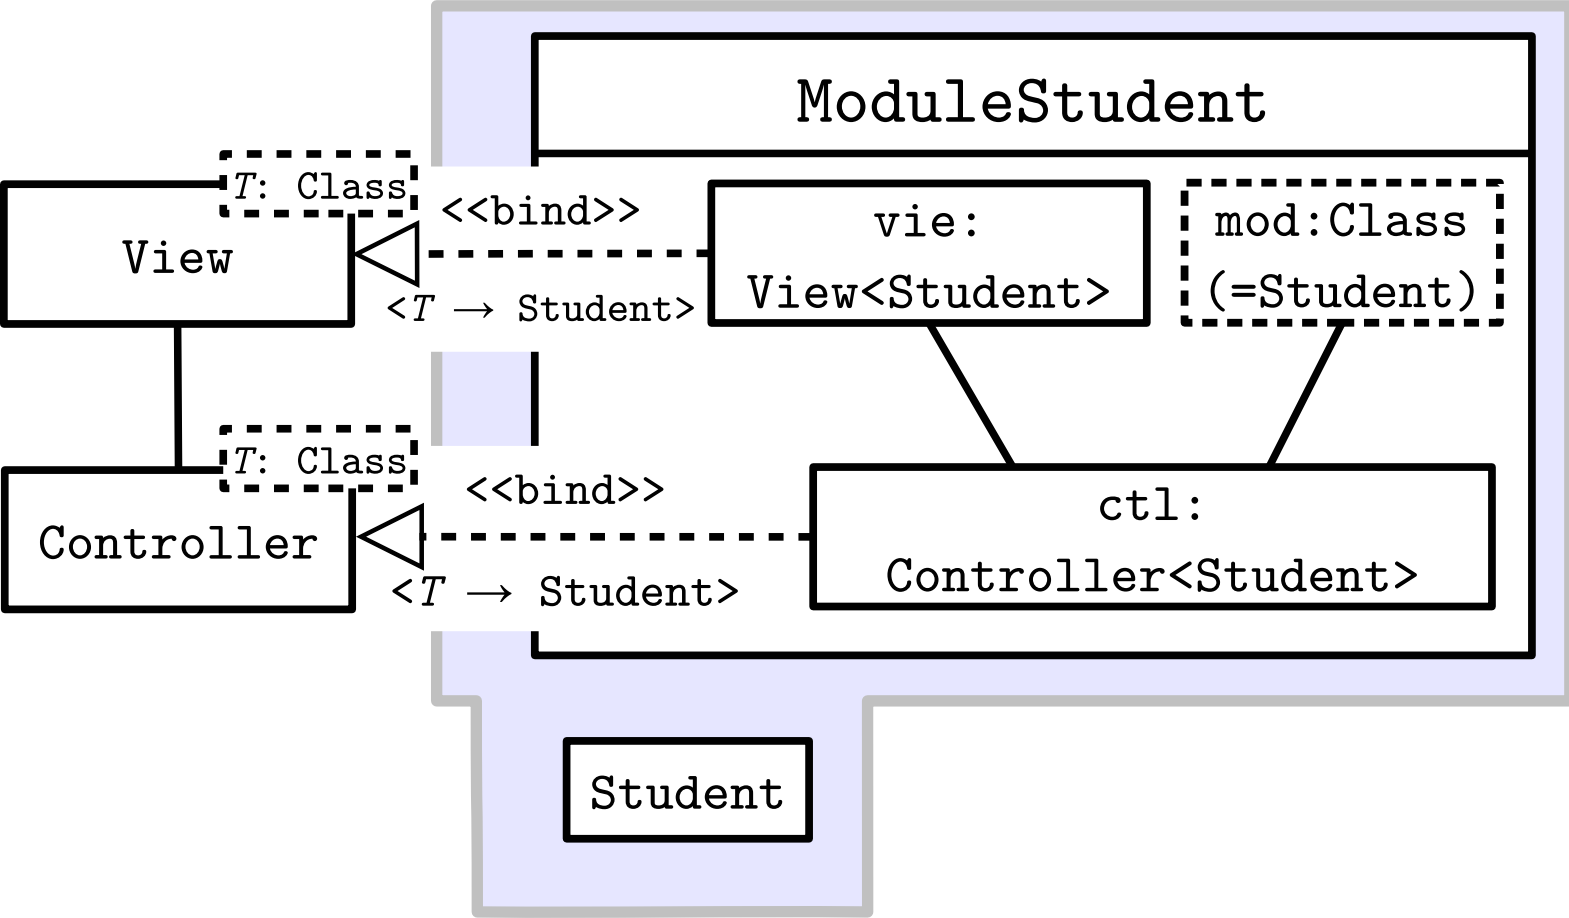 ModuleStudent
T: Class
View
<<bind>>
<T → Student>
vie:
View<Student>
mod:Class
(=Student)
T: Class
Controller
<<bind>>
<T → Student>
ctl:
Controller<Student>
Student